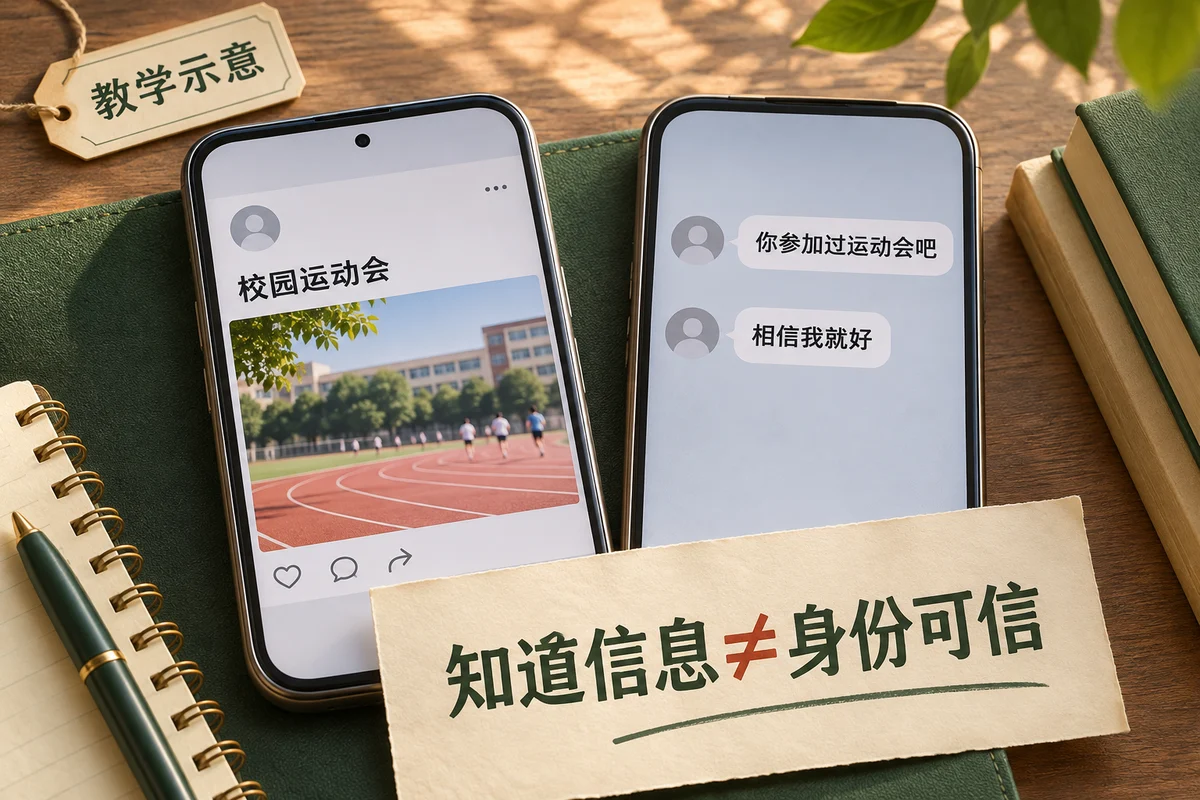 教学示意
校园运动会
你参加过运动会吧
相信我就好
知道信息≠身份可信